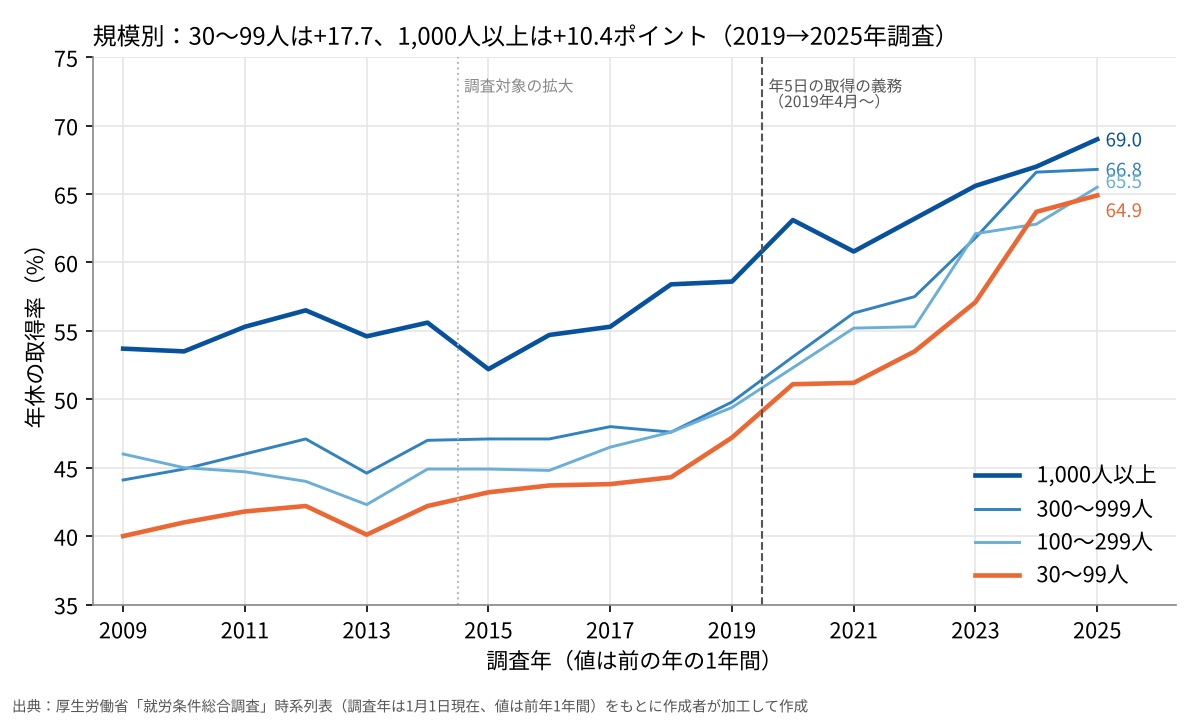 規模別：30〜99人は+17.7、1,000人以上は+10.4ポイント（2019→2025年調査）
75
70
65
60
55
50
45
40
35
年休の取得率（%）
調査対象の拡大
年5日の取得の義務
（2019年4月〜）
69.0
66.8
65.5
64.9
1,000人以上
300〜999人
100〜299人
30〜99人
2009
2011
2013
2015
2017
2019
2021
2023
2025
調査年（値は前の年の1年間）
出典：厚生労働省「就労条件総合調査」時系列表（調査年は1月1日現在、値は前年1年間）をもとに作成者が加工して作成